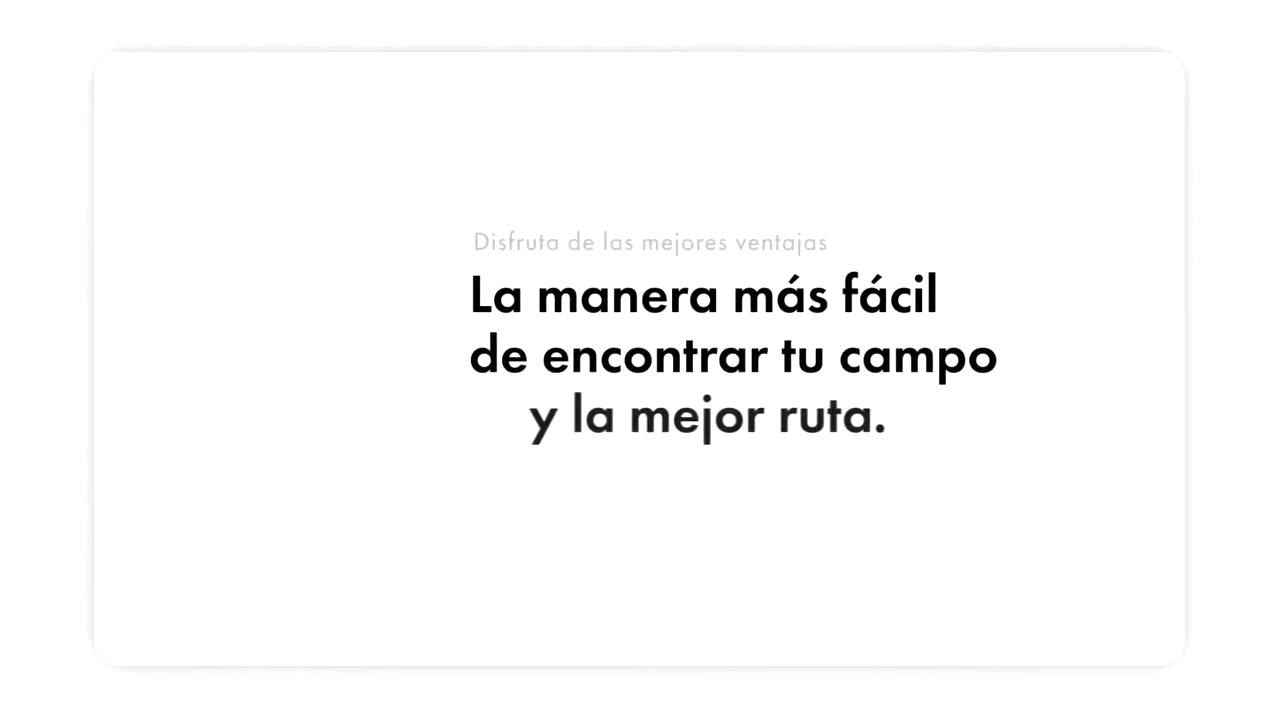 Disfruta de las mejores ventajas
La manera más fácil
de encontrar tu campo
y la mejor ruta.